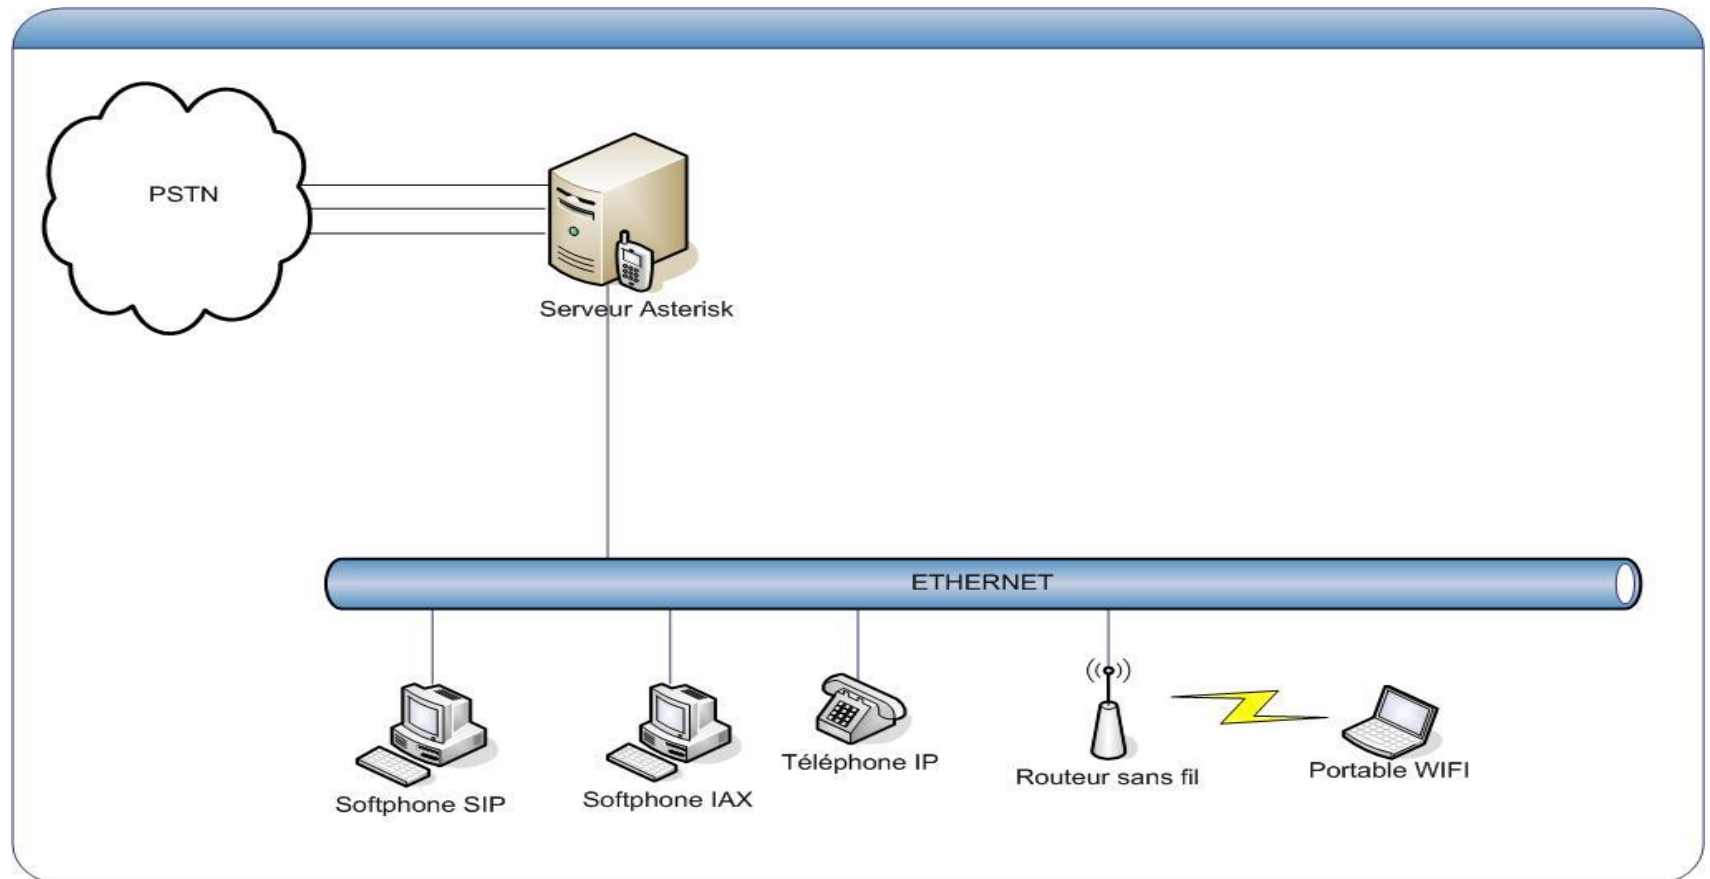 PSTN
Serveur Asterisk
ETHERNET
Softphone SIP
Softphone IAX
Téléphone IP
Routeur sans fil
Portable WIFI